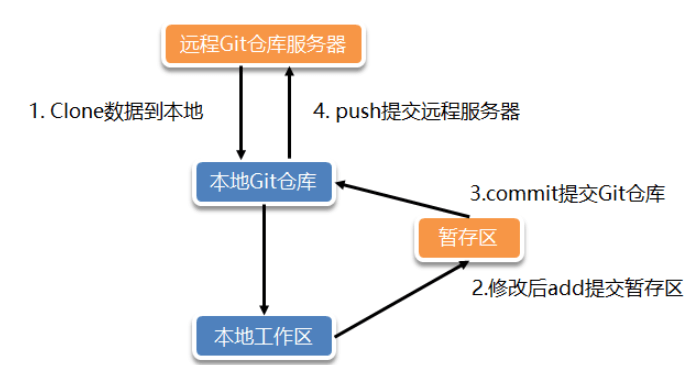 远程Git仓库服务器
1. Clone数据到本地
4. push提交远程服务器
本地Git仓库
3.commit提交Git仓库
暂存区
2.修改后add提交暂存区
本地工作区